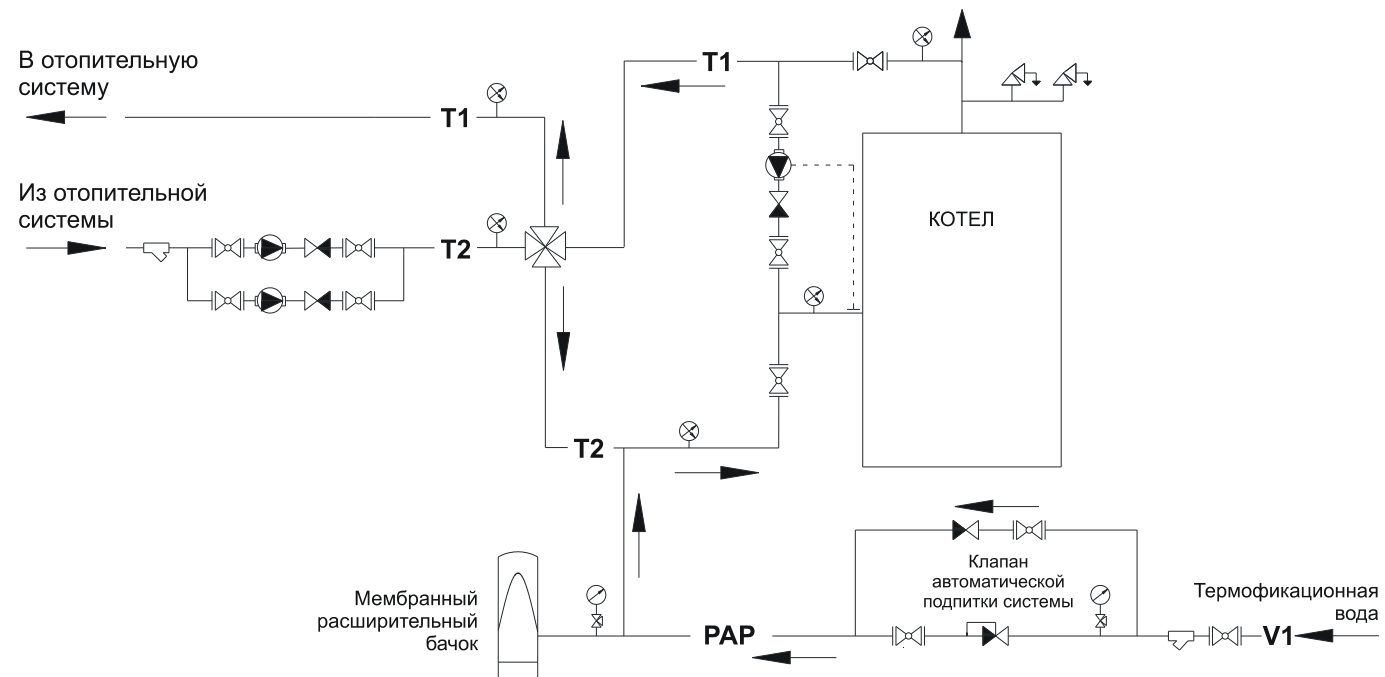 В отопительную
систему
T1
T1
Из отопительной
системы
T2
КОТЕЛ
T2
Клапан
автоматической
подпитки системы
Термофикационная
вода
Мембранный
расширительный
бачок
PAP
V1